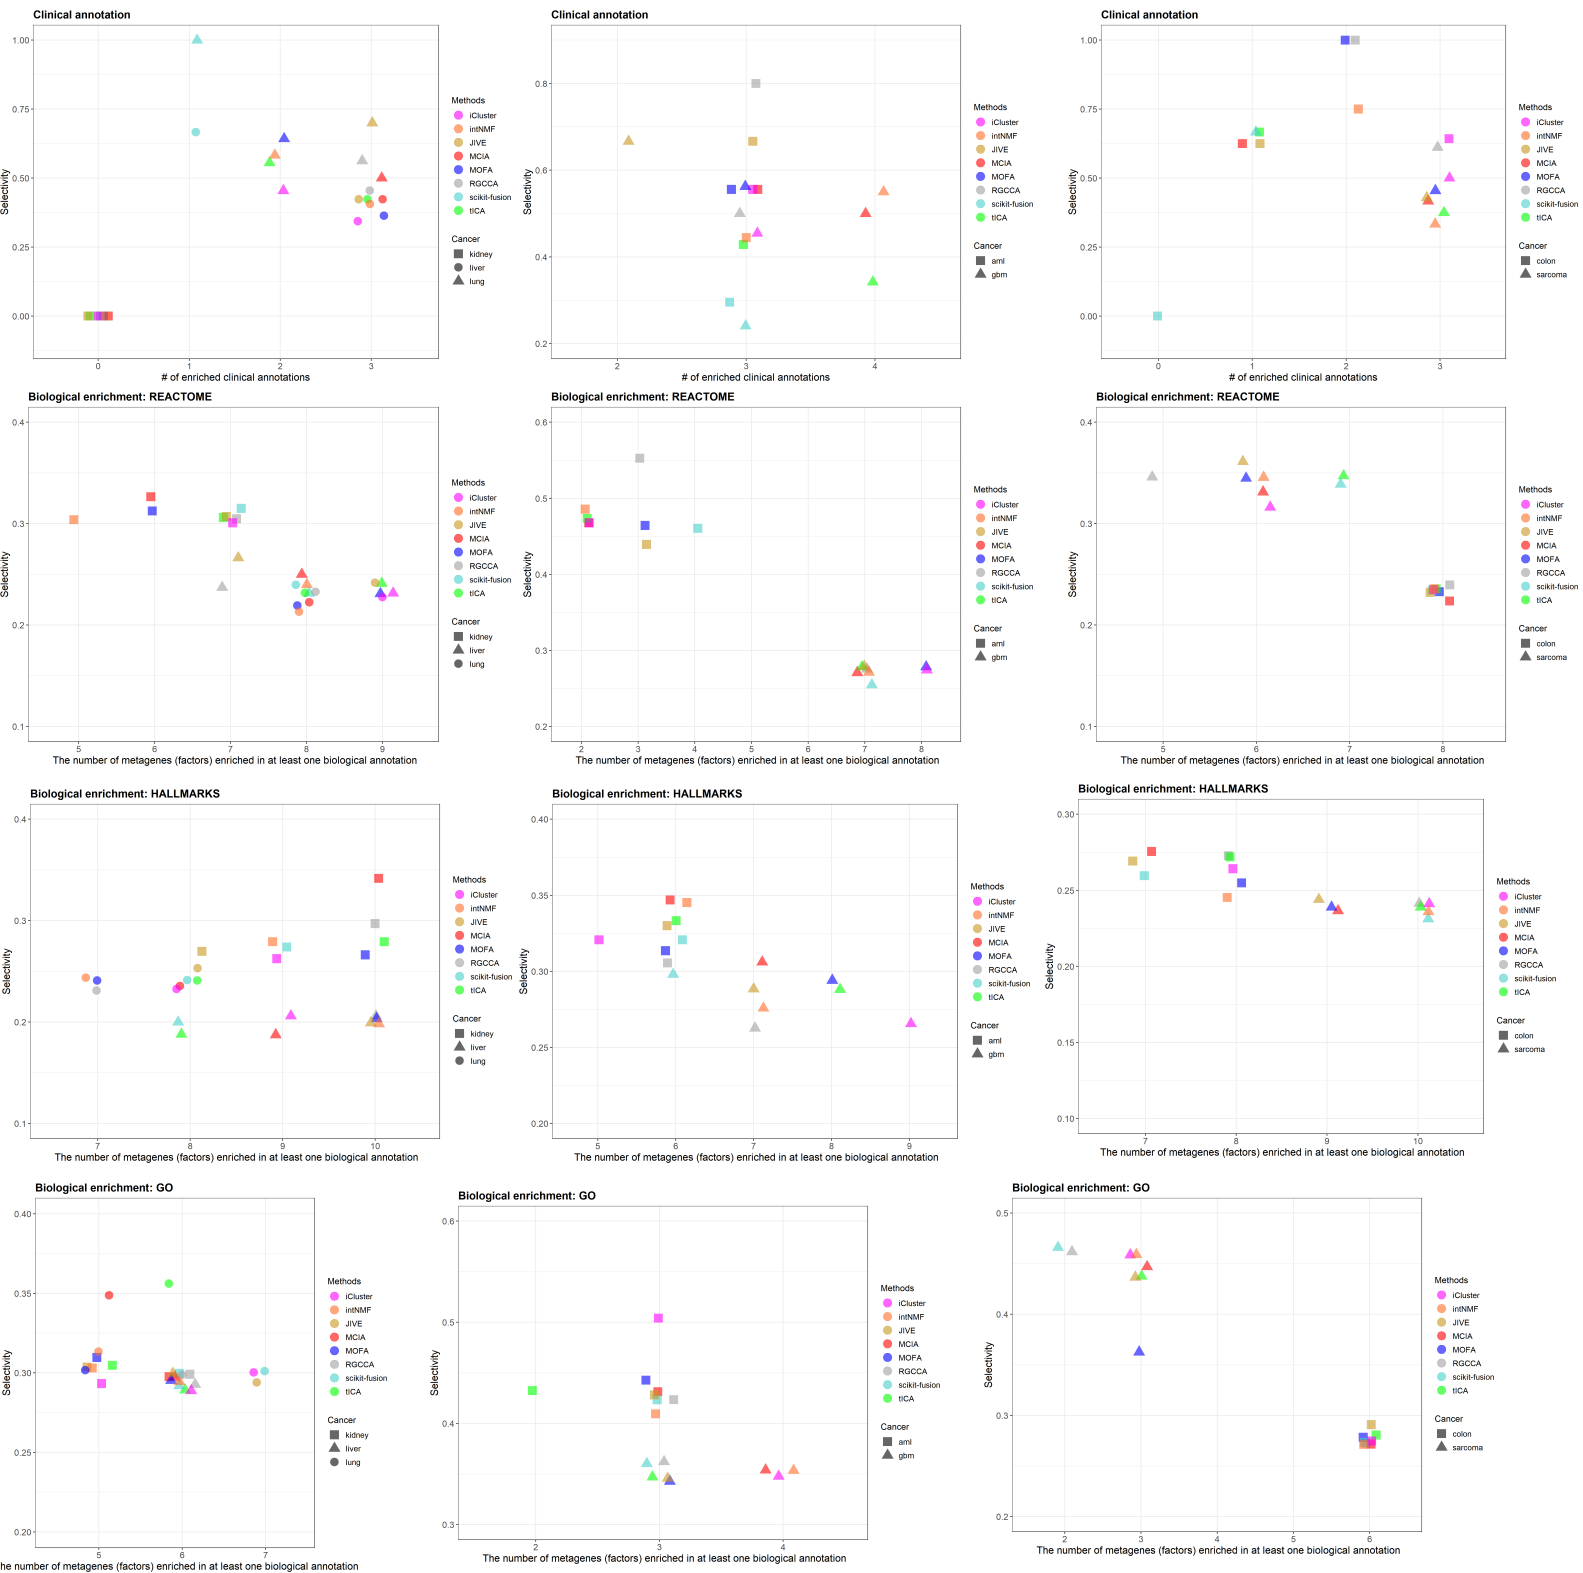 Clinical annotation
1.00
0.75
0.50
0.25
0.00
Selectivity
0
1
2
3
# of enriched clinical annotations
Methods
iCluster
intNMF
JIVE
MCIA
MOFA
RGCCA
scikit-fusion
tICA
Cancer
kidney
liver
lung
Clinical annotation
0.8
0.6
0.4
0.2
Selectivity
2
3
4
# of enriched clinical annotations
Methods
iCluster
intNMF
JIVE
MCIA
MOFA
RGCCA
scikit-fusion
tICA
Cancer
aml
gbm
Clinical annotation
1.00
0.75
0.50
0.25
0.00
Selectivity
0
1
2
3
# of enriched clinical annotations
Methods
iCluster
intNMF
JIVE
MCIA
MOFA
RGCCA
scikit-fusion
tICA
Cancer
colon
sarcoma
Biological enrichment: REACTOME
0.4
0.3
0.2
0.1
Selectivity
5
6
7
8
9
The number of metagenes (factors) enriched in at least one biological annotation
Methods
iCluster
intNMF
JIVE
MCIA
MOFA
RGCCA
scikit-fusion
tICA
Cancer
kidney
liver
lung
Biological enrichment: REACTOME
0.6
0.5
0.4
0.3
0.2
Selectivity
2
3
4
5
6
7
8
The number of metagenes (factors) enriched in at least one biological annotation
Methods
iCluster
intNMF
JIVE
MCIA
MOFA
RGCCA
scikit-fusion
tICA
Cancer
aml
gbm
Biological enrichment: REACTOME
0.4
0.3
0.2
0.1
Selectivity
5
6
7
8
The number of metagenes (factors) enriched in at least one biological annotation
Methods
iCluster
intNMF
JIVE
MCIA
MOFA
RGCCA
scikit-fusion
tICA
Cancer
colon
sarcoma
Biological enrichment: HALLMARKS
0.4
0.3
0.2
0.1
Selectivity
7
8
9
10
The number of metagenes (factors) enriched in at least one biological annotation
Methods
iCluster
intNMF
JIVE
MCIA
MOFA
RGCCA
scikit-fusion
tICA
Cancer
kidney
liver
lung
Biological enrichment: HALLMARKS
0.40
0.35
0.30
0.25
0.20
Selectivity
5
6
7
8
9
The number of metagenes (factors) enriched in at least one biological annotation
Methods
iCluster
intNMF
JIVE
MCIA
MOFA
RGCCA
scikit-fusion
tICA
Cancer
aml
gbm
Biological enrichment: HALLMARKS
0.30
0.25
0.20
0.15
0.10
Selectivity
7
8
9
10
The number of metagenes (factors) enriched in at least one biological annotation
Methods
iCluster
intNMF
JIVE
MCIA
MOFA
RGCCA
scikit-fusion
tICA
Cancer
colon
sarcoma
Biological enrichment: GO
0.40
0.35
0.30
0.25
0.20
Selectivity
5
6
7
he number of metagenes (factors) enriched in at least one biological annotation
Methods
iCluster
intNMF
JIVE
MCIA
MOFA
RGCCA
scikit-fusion
tICA
Cancer
kidney
liver
lung
Biological enrichment: GO
0.6
0.5
0.4
0.3
Selectivity
2
3
4
The number of metagenes (factors) enriched in at least one biological annotation
Methods
iCluster
intNMF
JIVE
MCIA
MOFA
RGCCA
scikit-fusion
tICA
Cancer
aml
gbm
Biological enrichment: GO
0.5
0.4
0.3
0.2
Selectivity
2
3
4
5
6
The number of metagenes (factors) enriched in at least one biological annotation
Methods
iCluster
intNMF
JIVE
MCIA
MOFA
RGCCA
scikit-fusion
tICA
Cancer
colon
sarcoma